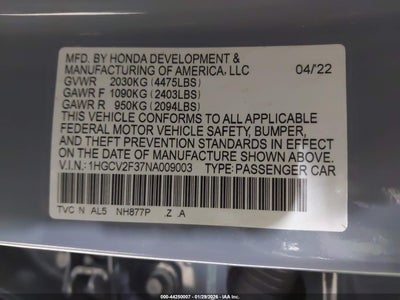 MFD. BY HONDA DEVELOPMENT &
MANUFACTURING OF AMERICA, LLC 04/22
GVWR 2030KG (4475LBS)
GAWR F 1090KG (2403LBS)
GAWR R 950KG (2094LBS)
THIS VEHICLE CONFORMS TO ALL APPLICABLE
FEDERAL MOTOR VEHICLE SAFETY, BUMPER,
AND THEFT PREVENTION STANDARDS IN EFFECT
ON THE DATE OF MANUFACTURE SHOWN ABOVE.
V.I.N.: 1HGCV2F37NA009003 TYPE: PASSENGER CAR
TVC N AL5 NH877P .Z .A
000-44250007 - 01/29/2026 - IAA Inc.